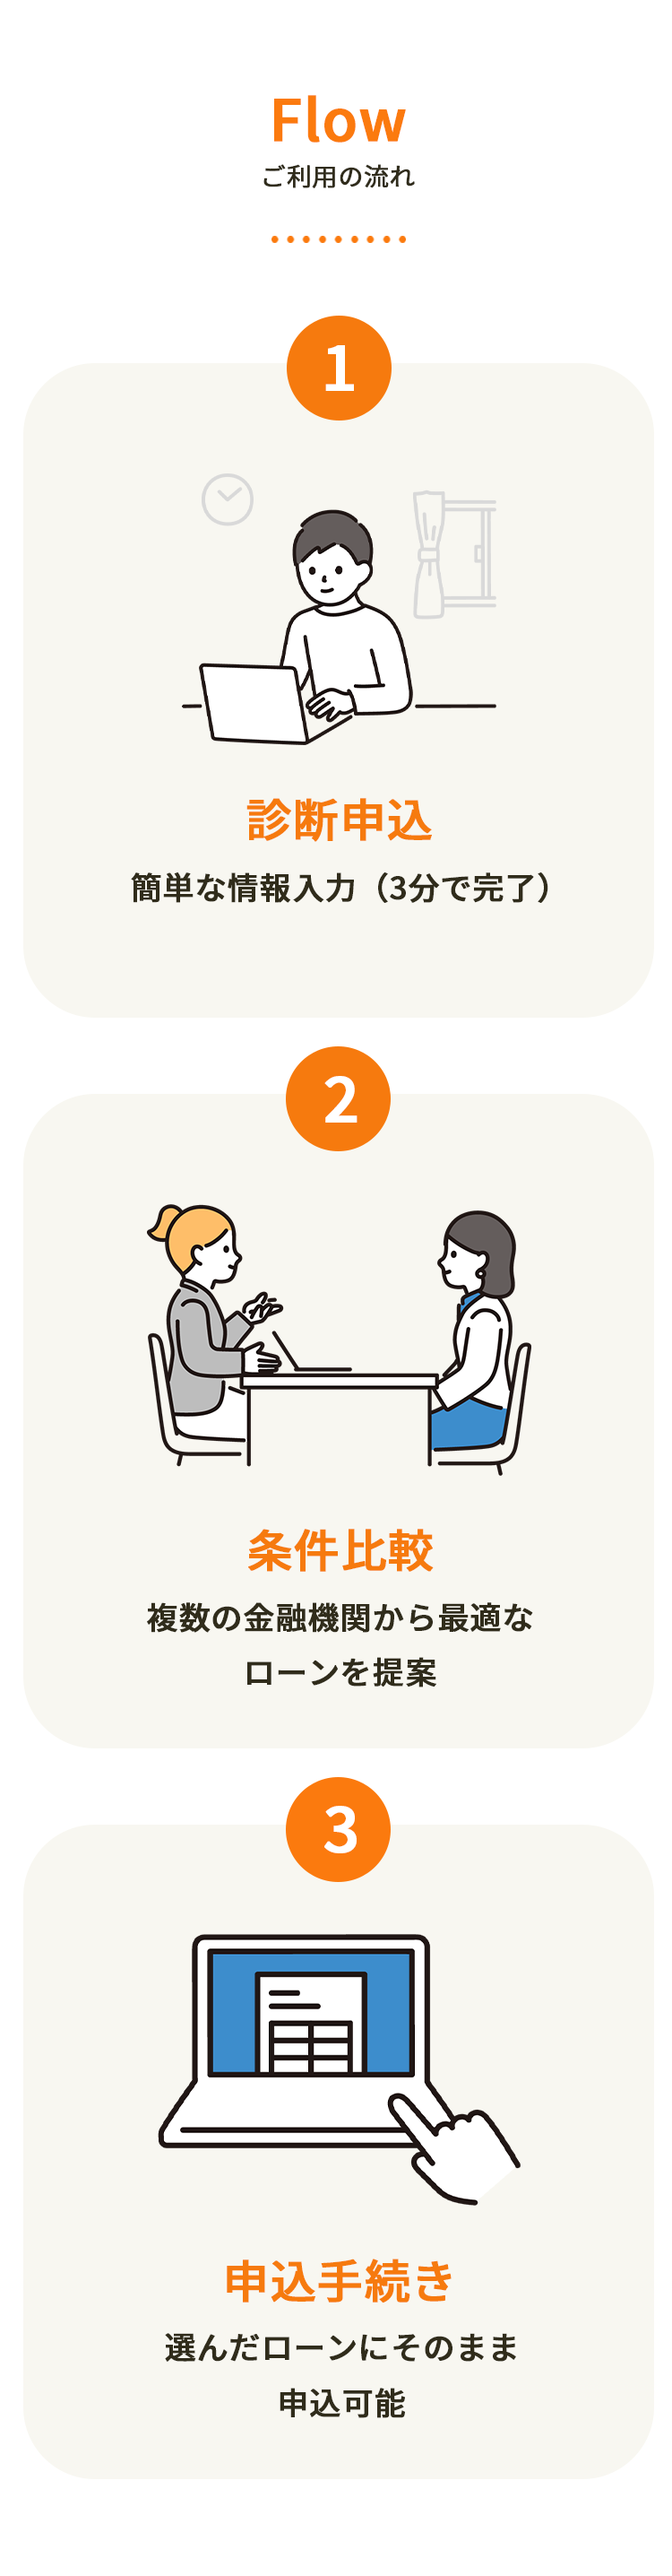 Flow
ご利用の流れ
1
診断申込
簡単な情報入力（3分で完了）
2
条件比較
複数の金融機関から最適な
ローンを提案
3
申込手続き
選んだローンにそのまま
申込可能